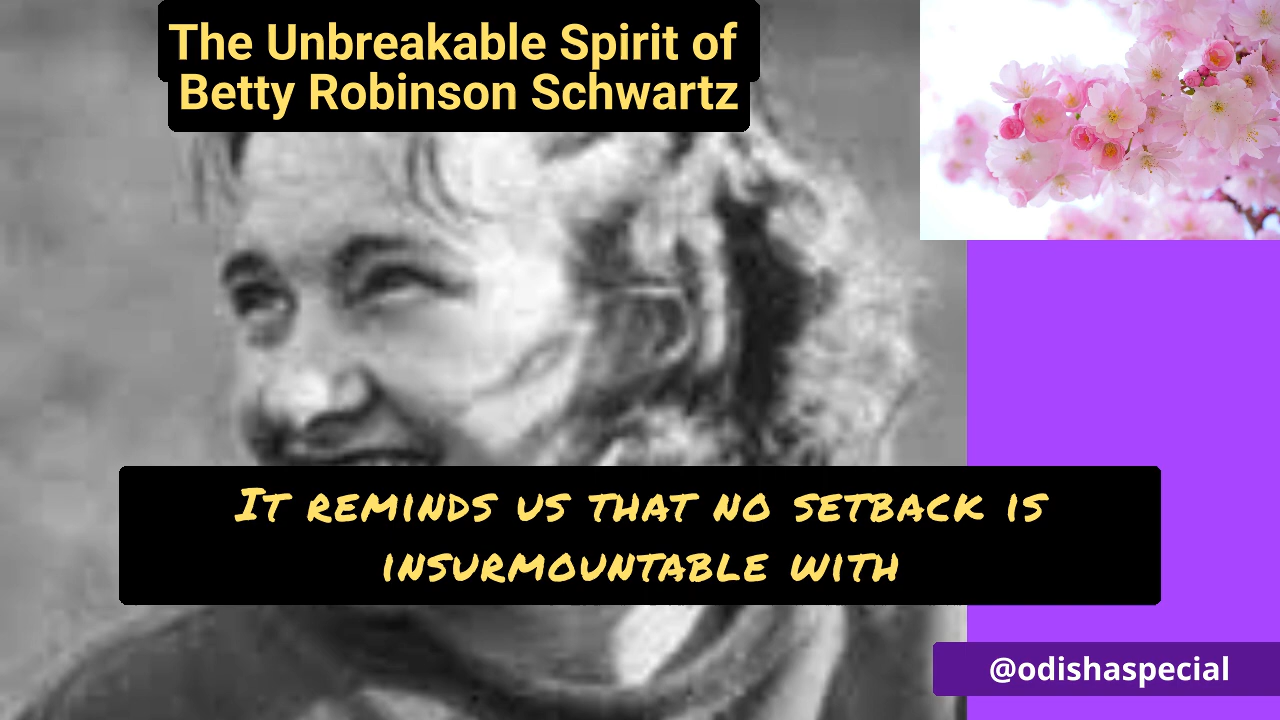 The Unbreakable Spirit of
Betty Robinson Schwartz
It reminds us that no setback is
insurmountable with
@odishaspecial